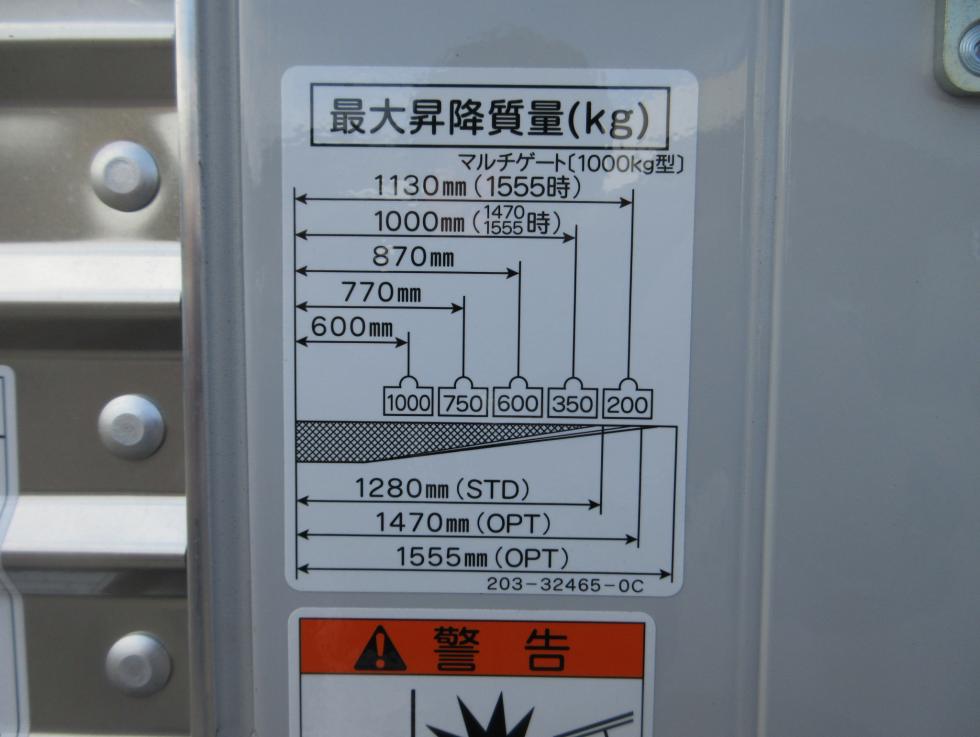 最大昇降質量(kg)
マルチゲート〔1000kg型〕
1130mm(1555時)
1000mm(1470 1555時)
870mm
770mm
600mm
1000 750 600 350 200
1280mm(STD)
1470mm(OPT)
1555mm(OPT)
203-32465-0C
警告